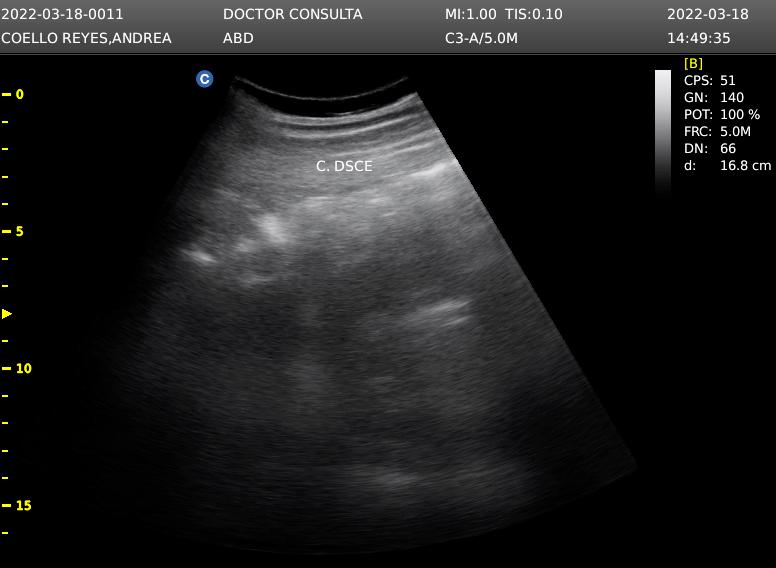 2022-03-18-0011 DOCTOR CONSULTA MI:1.00 TIS:0.10 2022-03-18
COELLO REYES,ANDREA ABD C3-A/5.0M 14:49:35
[B]
CPS: 51
GN: 140
POT: 100 %
FRC: 5.0M
DN: 66
d: 16.8 cm
C
0
C. DSCE
5
10
15